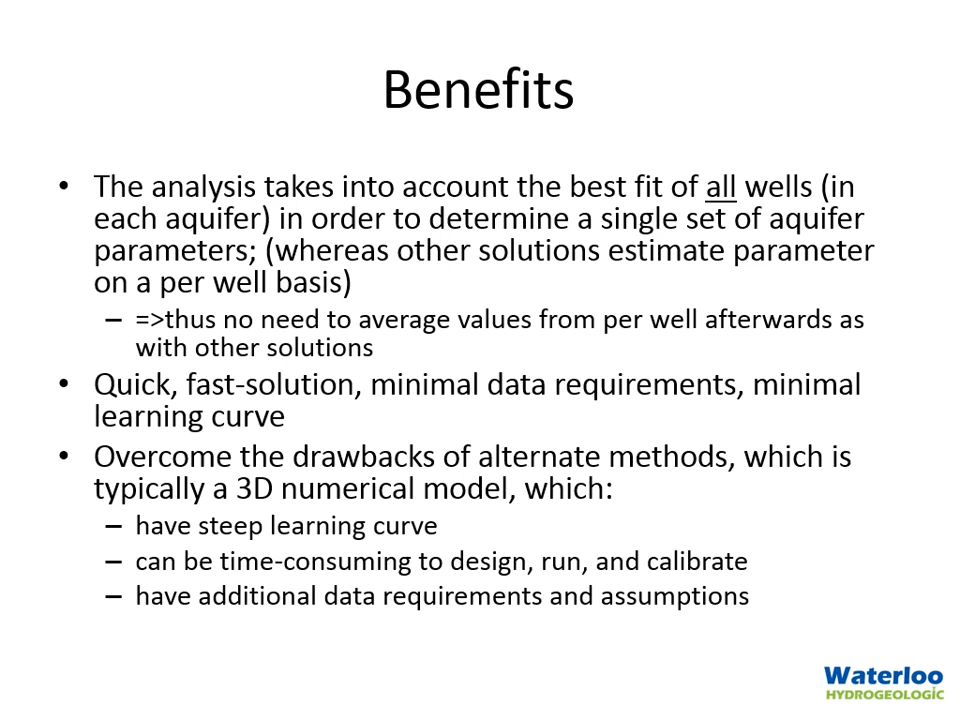 Benefits
• The analysis takes into account the best fit of all wells (in
each aquifer) in order to determine a single set of aquifer
parameters; (whereas other solutions estimate parameter
on a per well basis)
– =>thus no need to average values from per well afterwards as
with other solutions
• Quick, fast-solution, minimal data requirements, minimal
learning curve
• Overcome the drawbacks of alternate methods, which is
typically a 3D numerical model, which:
– have steep learning curve
– can be time-consuming to design, run, and calibrate
– have additional data requirements and assumptions
Waterloo
HYDROGEOLOGIC